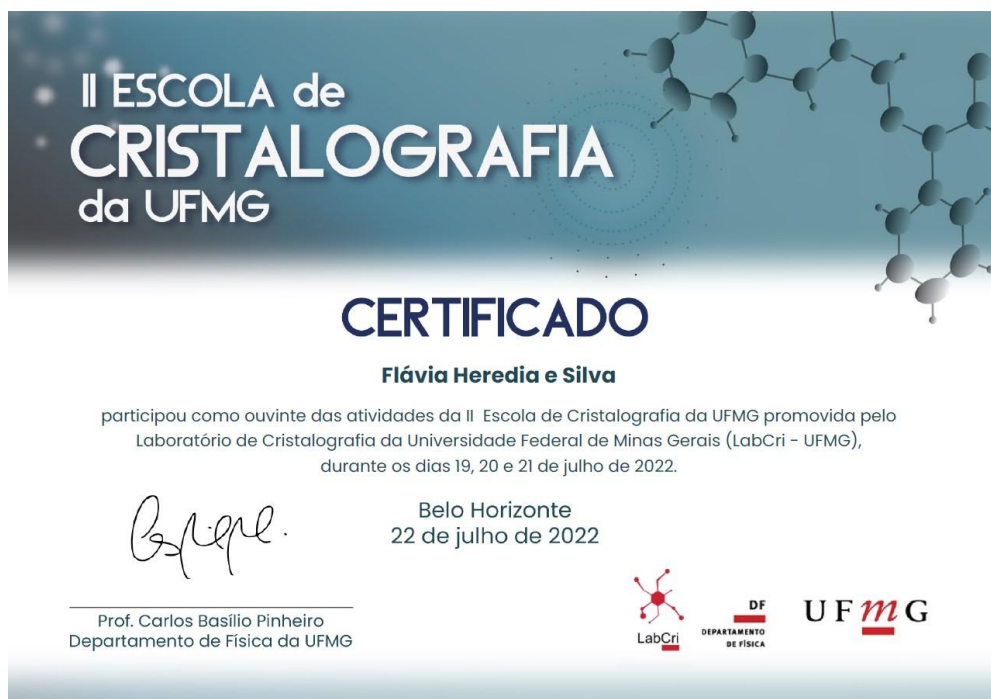 II ESCOLA de
CRISTALOGRAFIA
da UFMG
CERTIFICADO
Flávia Heredia e Silva
participou como ouvinte das atividades da II Escola de Cristalografia da UFMG promovida pelo
Laboratório de Cristalografia da Universidade Federal de Minas Gerais (LabCri - UFMG),
durante os dias 19, 20 e 21 de julho de 2022.
Belo Horizonte
22 de julho de 2022
Prof. Carlos Basílio Pinheiro
Departamento de Física da UFMG
LabCri
DF
DEPARTAMENTO
DE FÍSICA
UFmG